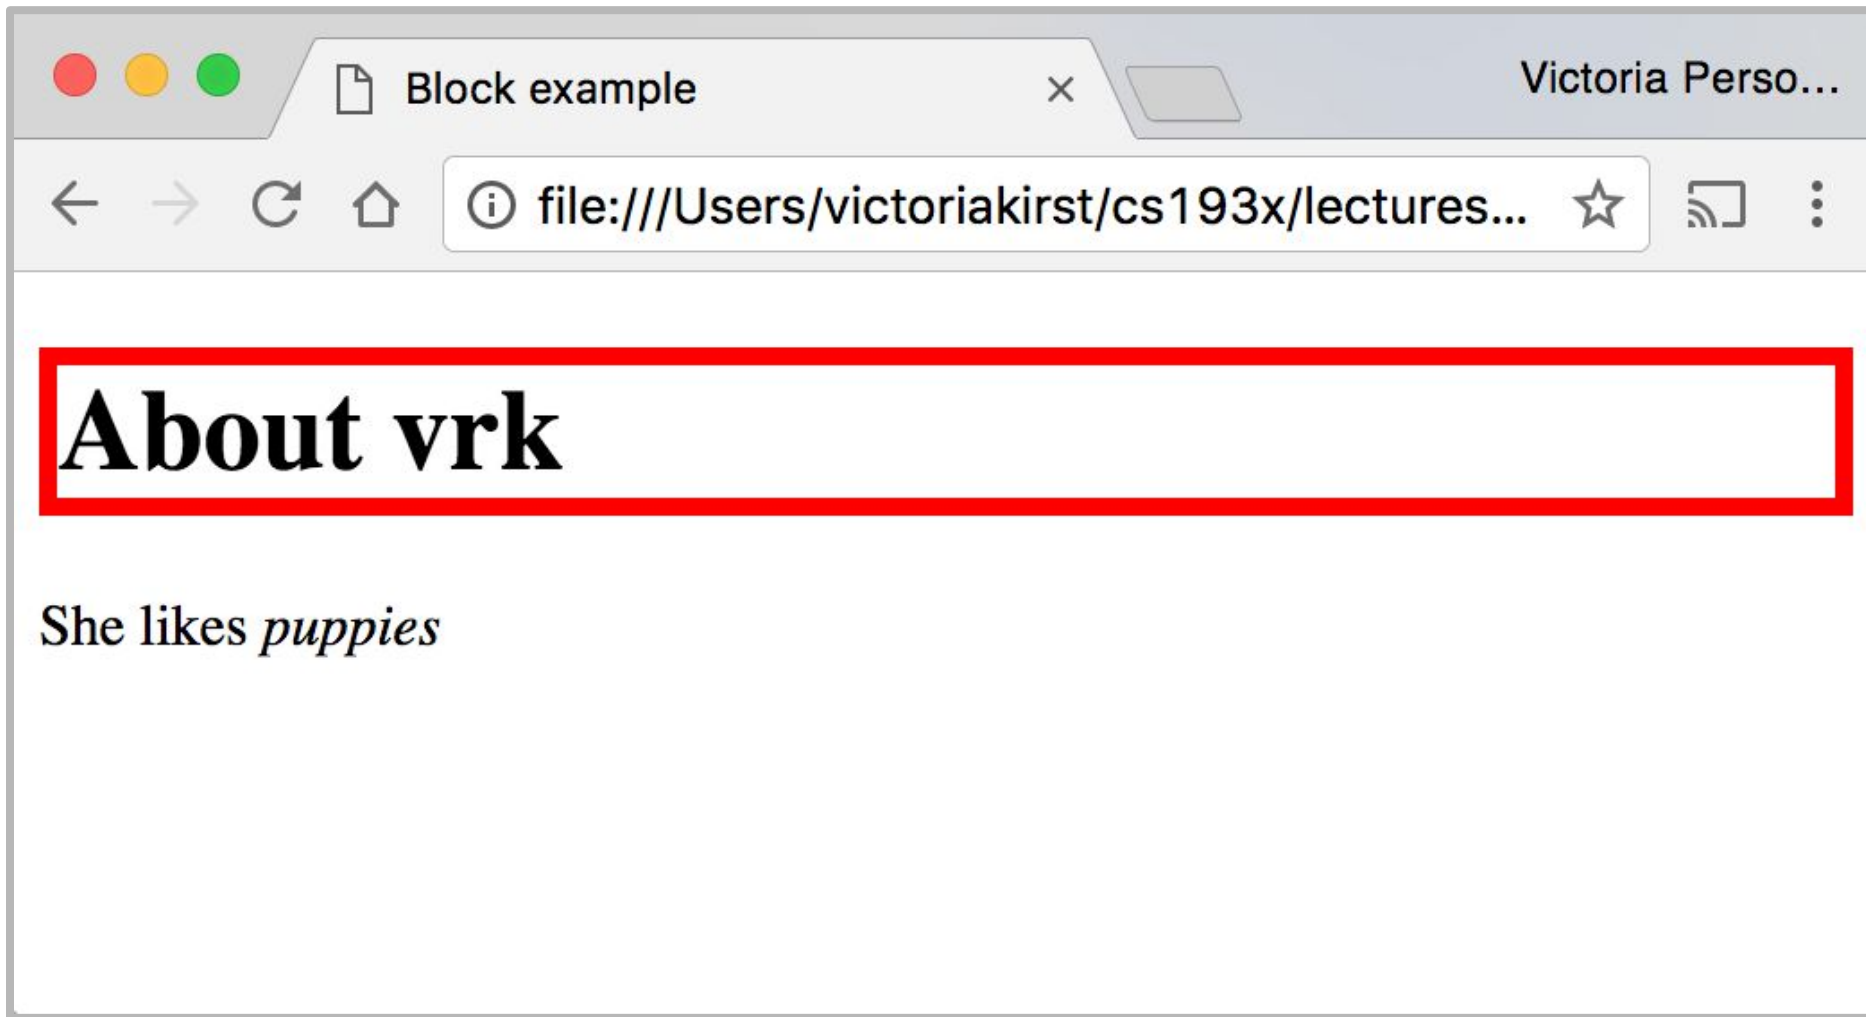 Block example
Victoria Perso...
file:///Users/victoriakirst/cs193x/lectures...
About vrk
She likes puppies